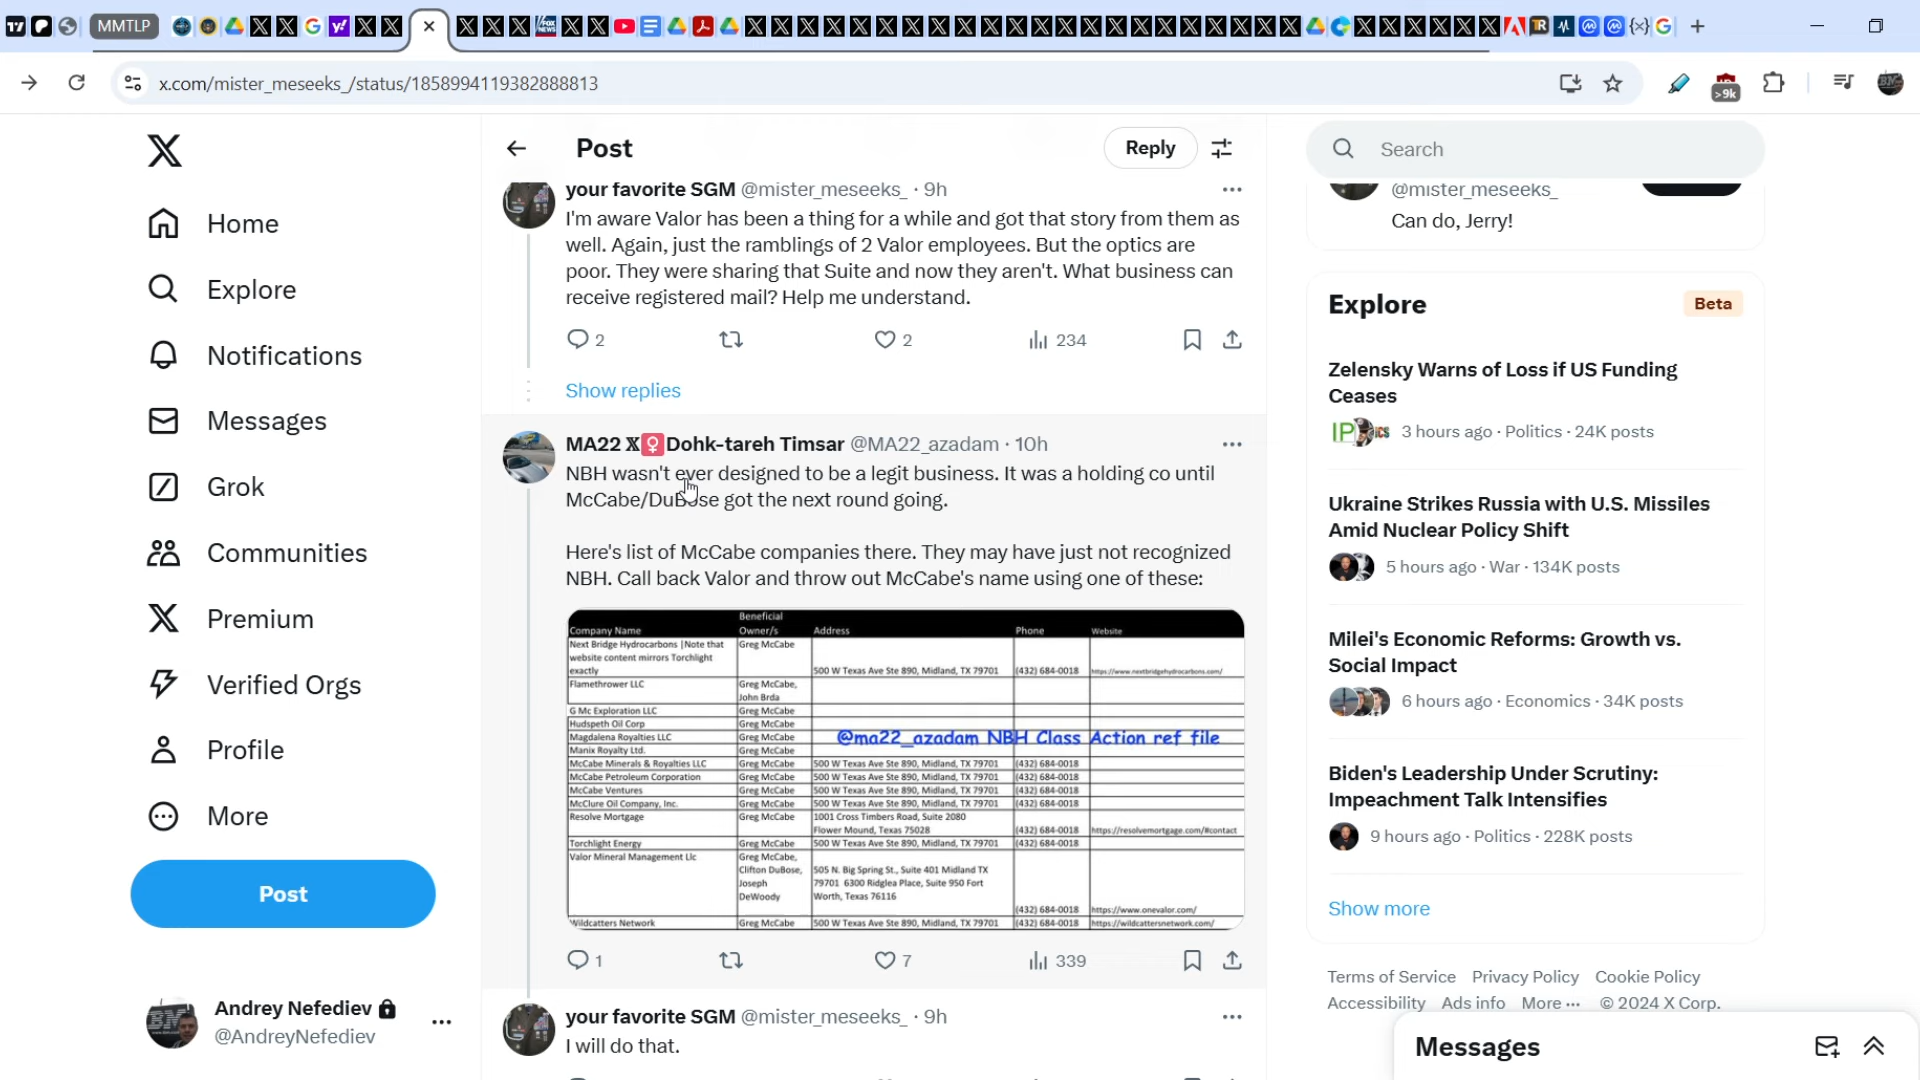 MMTLP
x.com/mister_meseeks_/status/1858994119382888813
>9k
Home
Explore
Notifications
Messages
Grok
Communities
Premium
Verified Orgs
Profile
More
Post
Andrey Nefediev
@AndreyNefediev
Post
Reply
your favorite SGM @mister_meseeks_ · 9h
I'm aware Valor has been a thing for a while and got that story from them as
well. Again, just the ramblings of 2 Valor employees. But the optics are
poor. They were sharing that Suite and now they aren't. What business can
receive registered mail? Help me understand.
2 2 234
Show replies
MA22 𝕏♀Dohk-tareh Timsar @MA22_azadam · 10h
NBH wasn't ever designed to be a legit business. It was a holding co until
McCabe/DuBose got the next round going.
Here's list of McCabe companies there. They may have just not recognized
NBH. Call back Valor and throw out McCabe's name using one of these:
Company Name Beneficial Owner/s Address Phone Website
Next Bridge Hydrocarbons |Note that Greg McCabe
website content mirrors Torchlight
exactly 500 W Texas Ave Ste 890, Midland, TX 79701 (432) 684-0018 https://www.nextbridgehydrocarbons.com/
Flamethrower LLC Greg McCabe,
John Brda
G Mc Exploration LLC Greg McCabe
Hudspeth Oil Corp Greg McCabe
Magdalena Royalties LLC Greg McCabe
@ma22_azadam NBH Class Action ref file
Manix Royalty Ltd. Greg McCabe
McCabe Minerals & Royalties LLC Greg McCabe 500 W Texas Ave Ste 890, Midland, TX 79701 (432) 684-0018
McCabe Petroleum Corporation Greg McCabe 500 W Texas Ave Ste 890, Midland, TX 79701 (432) 684-0018
McCabe Ventures Greg McCabe 500 W Texas Ave Ste 890, Midland, TX 79701 (432) 684-0018
McClure Oil Company, Inc. Greg McCabe 500 W Texas Ave Ste 890, Midland, TX 79701 (432) 684-0018
Resolve Mortgage Greg McCabe 1001 Cross Timbers Road, Suite 2080
Flower Mound, Texas 75028 (432) 684-0018 https://resolvemortgage.com/#contact
Torchlight Energy Greg McCabe 500 W Texas Ave Ste 890, Midland, TX 79701 (432) 684-0018
Valor Mineral Management Llc Greg McCabe,
Clifton DuBose, 505 N. Big Spring St., Suite 401 Midland TX
Joseph 79701 6300 Ridglea Place, Suite 950 Fort
DeWoody Worth, Texas 76116
(432) 684-0018 https://www.onevalor.com/
Wildcatters Network Greg McCabe 500 W Texas Ave Ste 890, Midland, TX 79701 (432) 684-0018 https://wildcattersnetwork.com/
1 7 339
your favorite SGM @mister_meseeks_ · 9h
I will do that.
Search
@mister_meseeks_
Can do, Jerry!
Explore
Beta
Zelensky Warns of Loss if US Funding
Ceases
3 hours ago · Politics · 24K posts
Ukraine Strikes Russia with U.S. Missiles
Amid Nuclear Policy Shift
5 hours ago · War · 134K posts
Milei's Economic Reforms: Growth vs.
Social Impact
6 hours ago · Economics · 34K posts
Biden's Leadership Under Scrutiny:
Impeachment Talk Intensifies
9 hours ago · Politics · 228K posts
Show more
Terms of Service Privacy Policy Cookie Policy
Accessibility Ads info More ··· © 2024 X Corp.
Messages